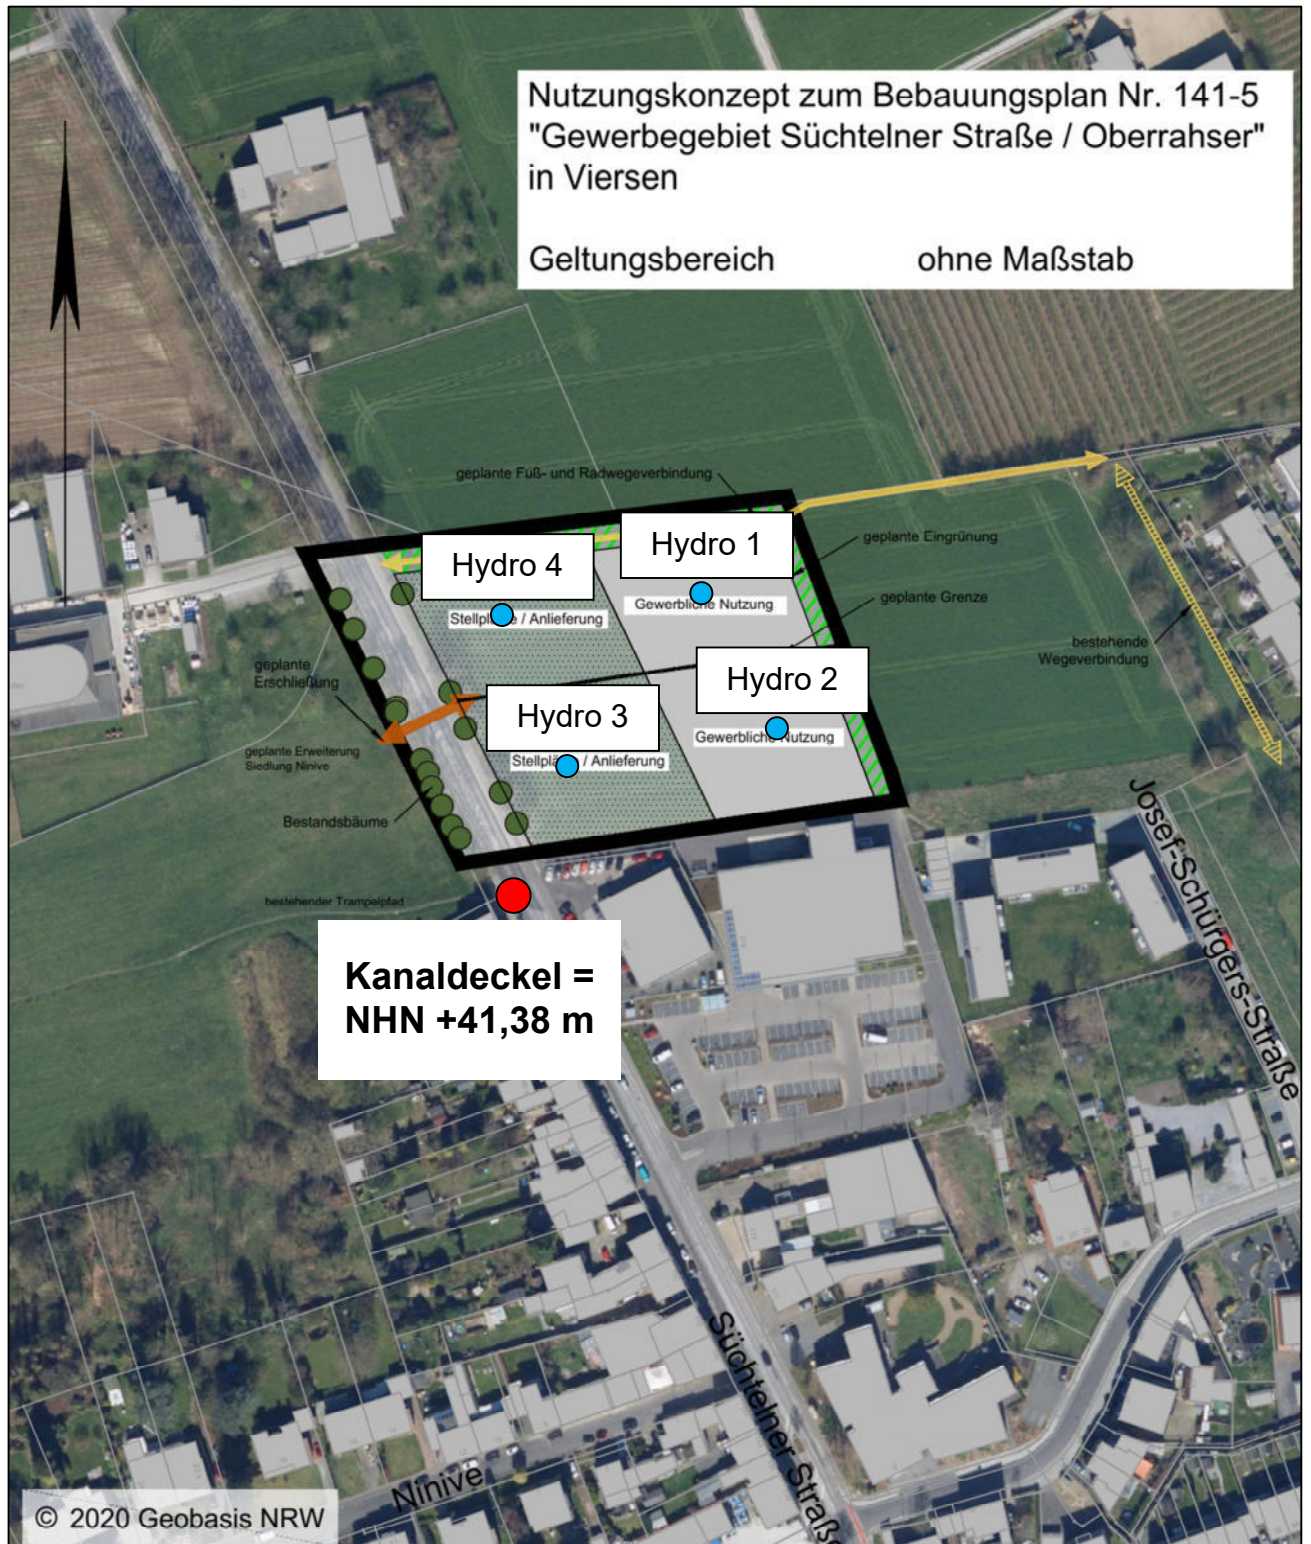 Nutzungskonzept zum Bebauungsplan Nr. 141-5
"Gewerbegebiet Süchtelner Straße / Oberrahser"
in Viersen
Geltungsbereich ohne Maßstab
geplante Fuß- und Radwegeverbindung
Hydro 1
geplante Eingrünung
Hydro 4
geplante Grenze
Gewerbliche Nutzung
Stellplätze / Anlieferung
bestehende
Wegeverbindung
geplante
Erschließung
Hydro 2
Hydro 3
Gewerbliche Nutzung
geplante Erweiterung
Siedlung Ninive
Stellplätze / Anlieferung
Bestandsbäume
Josef-Schürgers-Straße
bestehender Trampelpfad
Kanaldeckel =
NHN +41,38 m
Süchtelner Straße
Ninive
© 2020 Geobasis NRW